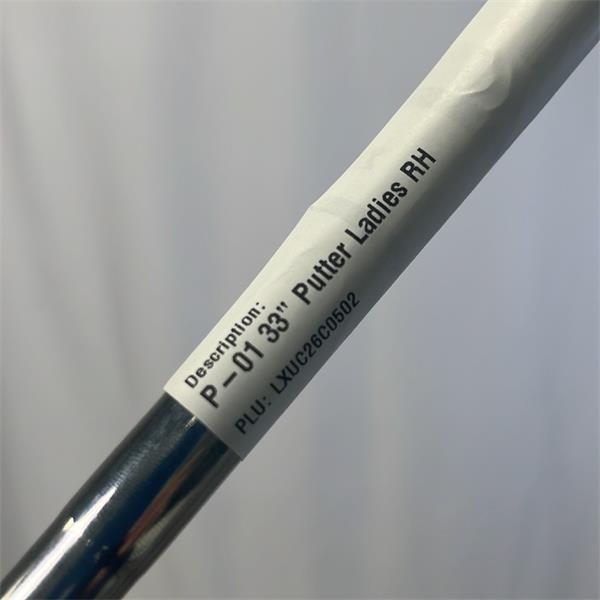 Description:
P-01 33" Putter Ladies RH
PLU: LXUC26C0502